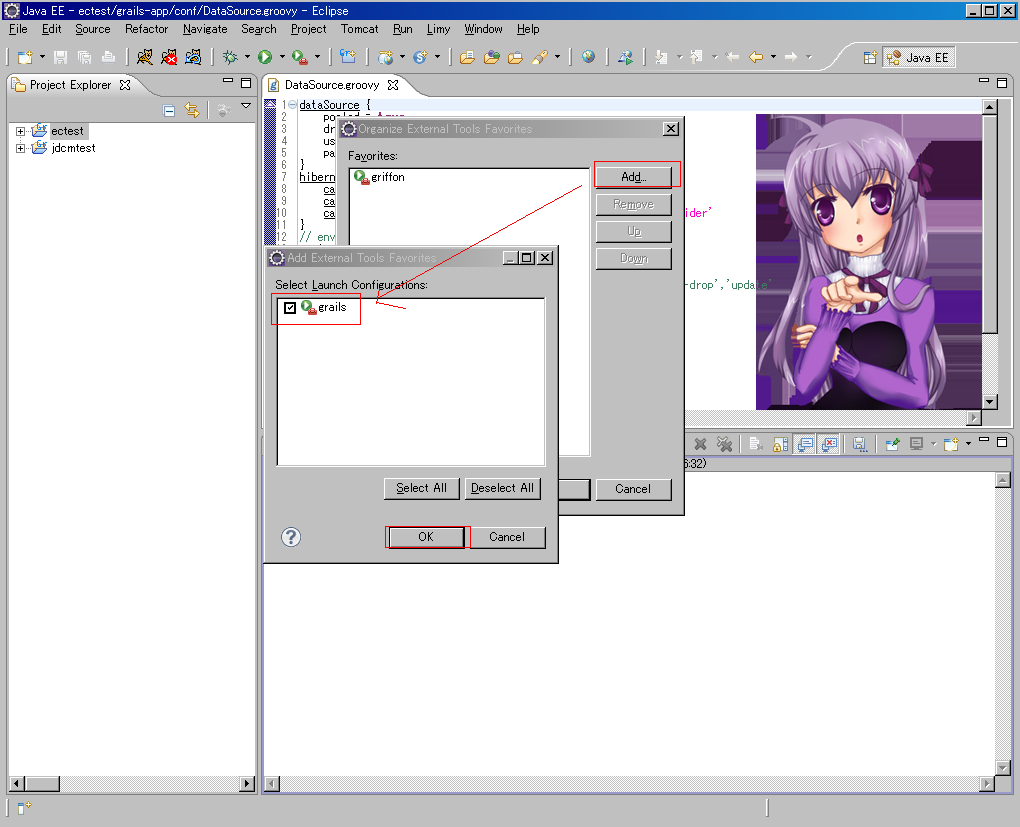 Java EE - ectest/grails-app/conf/DataSource.groovy - Eclipse
File Edit Source Refactor Navigate Search Project Tomcat Run Limy Window Help
Java EE
Project Explorer
DataSource.groovy
ectest
jdcmtest
1 dataSource {
2
3 dr
4 us
5 pa
6 }
7 hibern
8 ca
9 ca
10 ca
11 }
12 // env
ider'
-drop','update'
Organize External Tools Favorites
Favorites:
griffon
Add...
Remove
Up
Down
Cancel
Add External Tools Favorites
Select Launch Configurations:
grails
Select All
Deselect All
?
OK
Cancel
6:32)